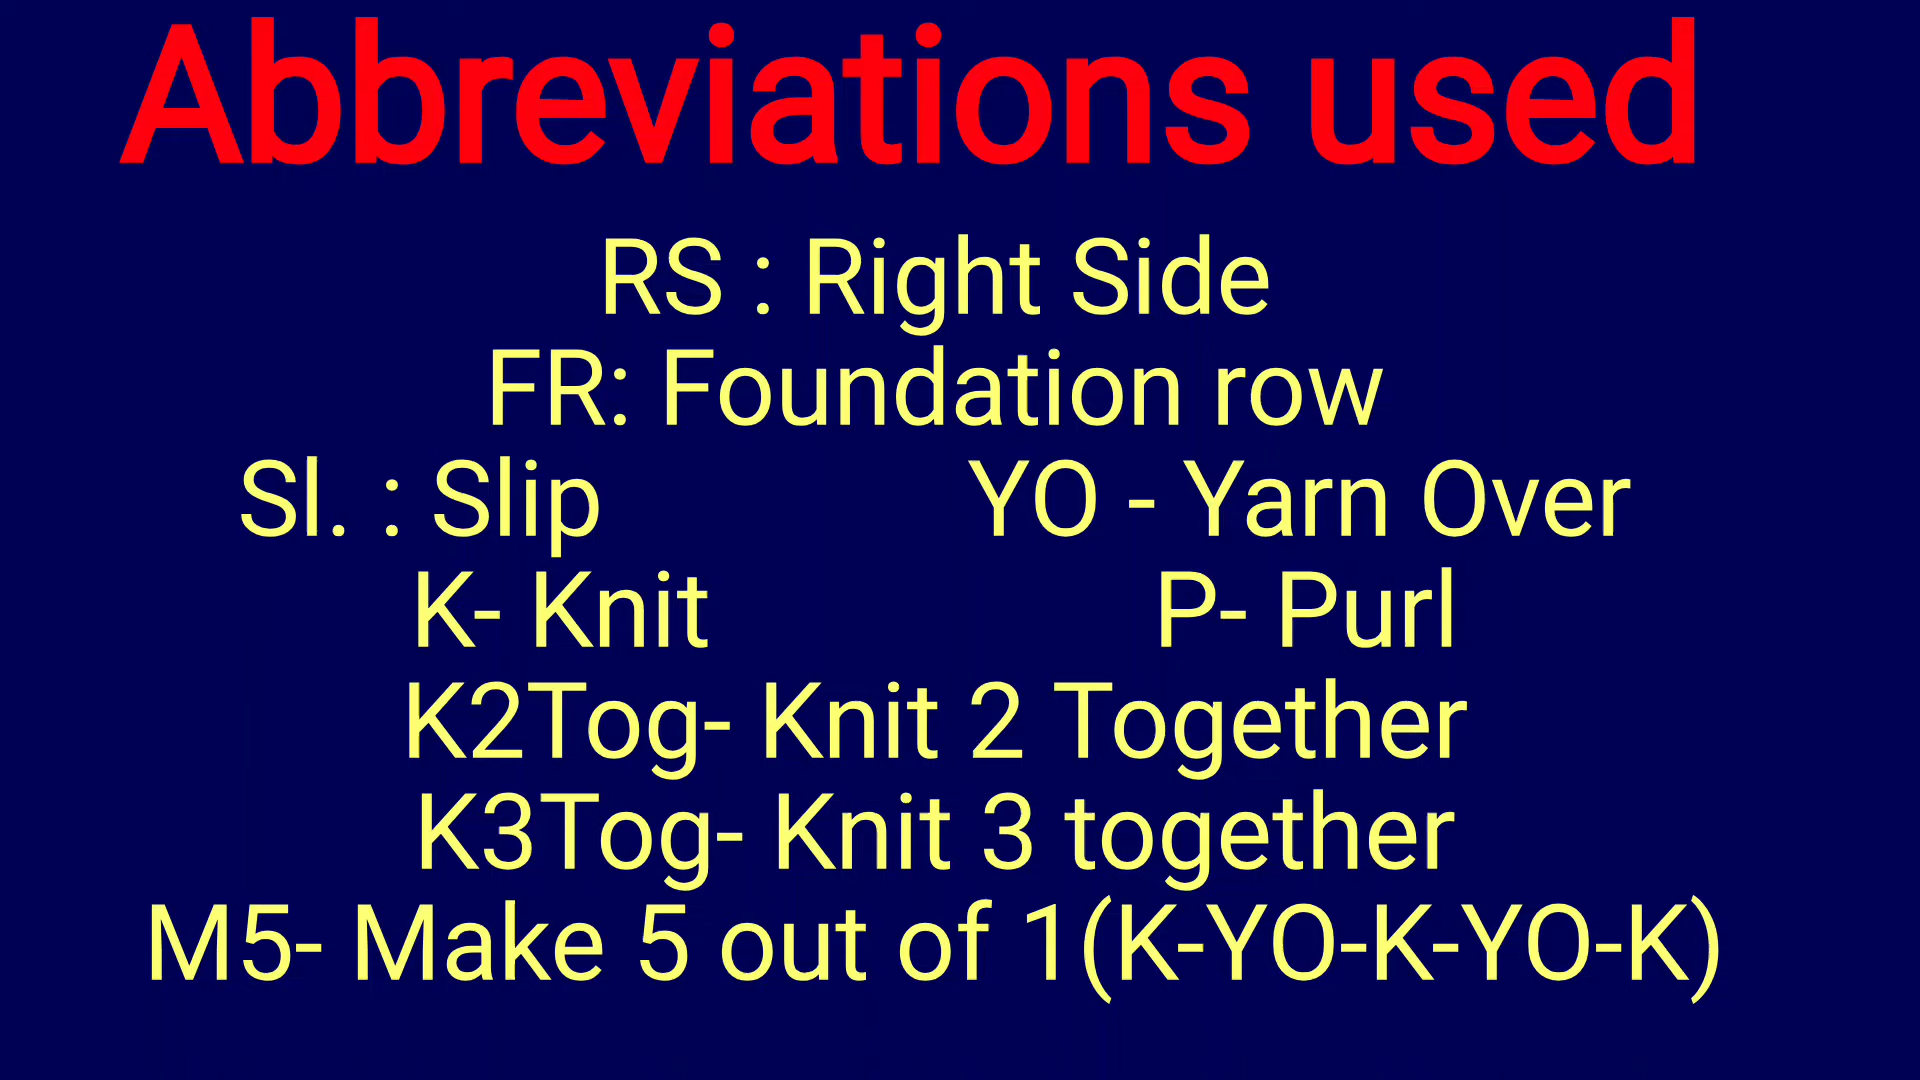 Abbreviations used
RS : Right Side
FR: Foundation row
Sl. : Slip YO - Yarn Over
K- Knit P- Purl
K2Tog- Knit 2 Together
K3Tog- Knit 3 together
M5- Make 5 out of 1(K-YO-K-YO-K)